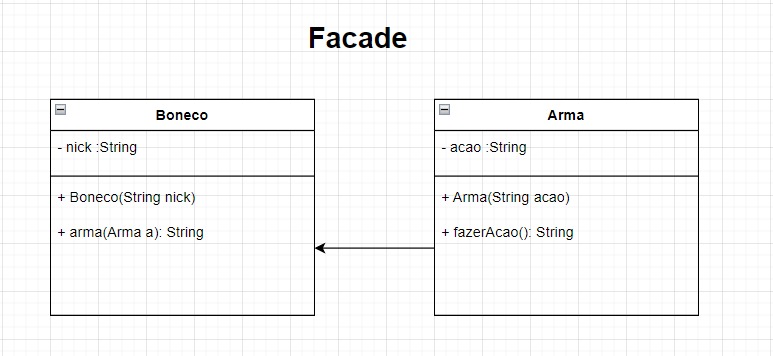 Facade
Boneco
- nick :String
+ Boneco(String nick)
+ arma(Arma a): String
Arma
- acao :String
+ Arma(String acao)
+ fazerAcao(): String